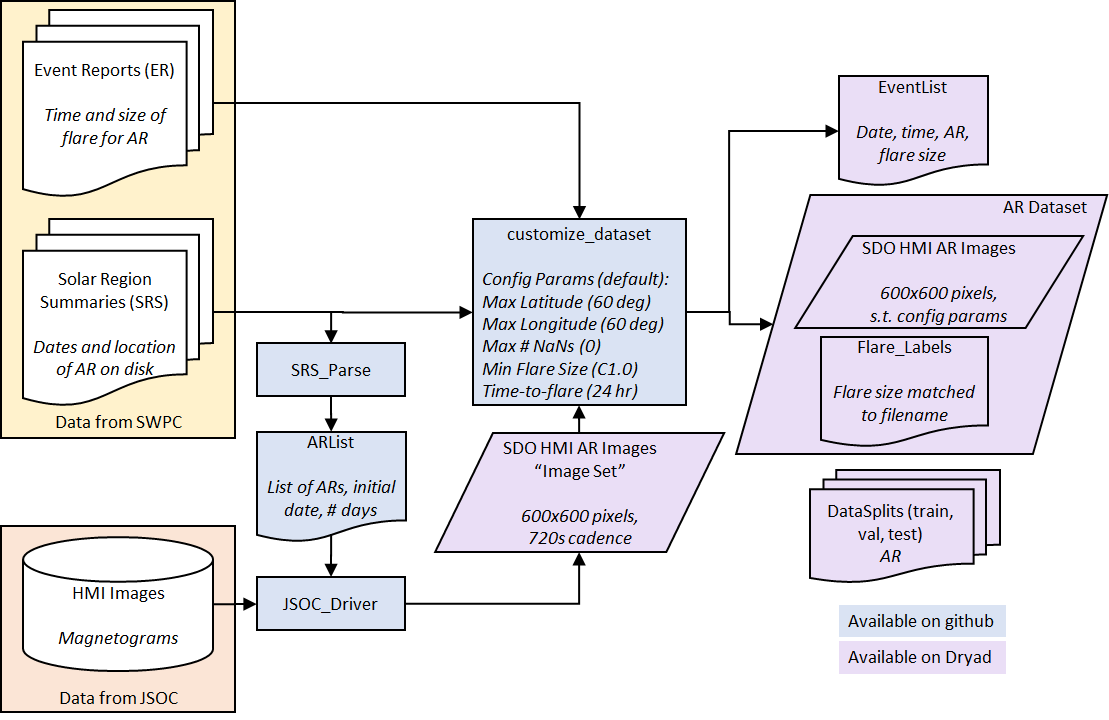 Event Reports (ER)
Time and size of
flare for AR
Solar Region
Summaries (SRS)
Dates and location
of AR on disk
Data from SWPC
HMI Images
Magnetograms
Data from JSOC
SRS_Parse
ARList
List of ARs, initial
date, # days
JSOC_Driver
customize_dataset
Config Params (default):
Max Latitude (60 deg)
Max Longitude (60 deg)
Max # NaNs (0)
Min Flare Size (C1.0)
Time-to-flare (24 hr)
SDO HMI AR Images
“Image Set”
600x600 pixels,
720s cadence
EventList
Date, time, AR,
flare size
AR Dataset
SDO HMI AR Images
600x600 pixels,
s.t. config params
Flare_Labels
Flare size matched
to filename
DataSplits (train,
val, test)
AR
Available on github
Available on Dryad